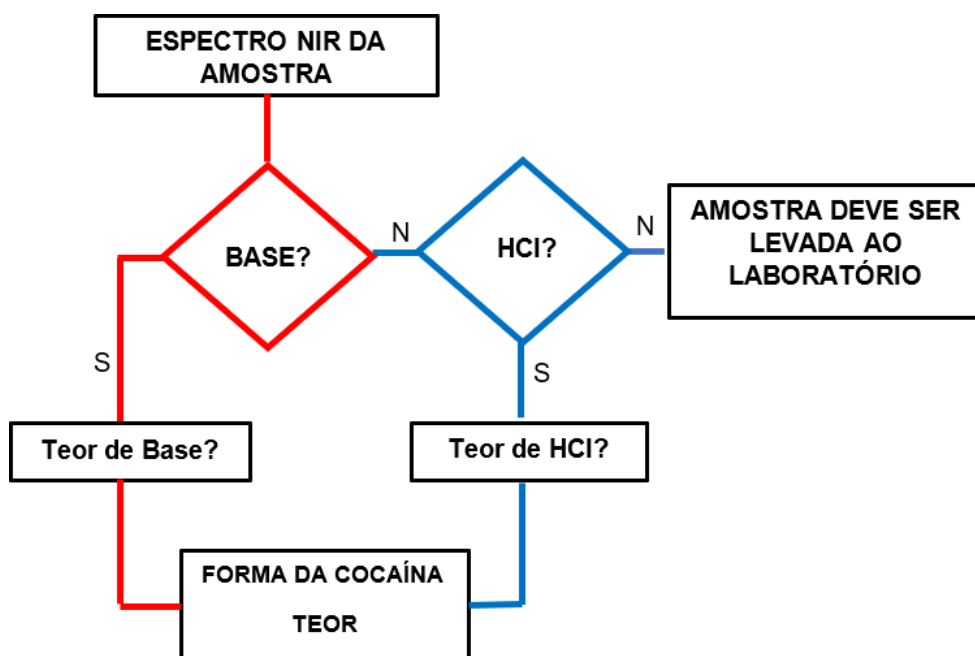 ESPECTRO NIR DA
AMOSTRA
BASE?
N
HCl?
N
AMOSTRA DEVE SER
LEVADA AO
LABORATÓRIO
S
S
Teor de Base?
Teor de HCl?
FORMA DA COCAÍNA
TEOR